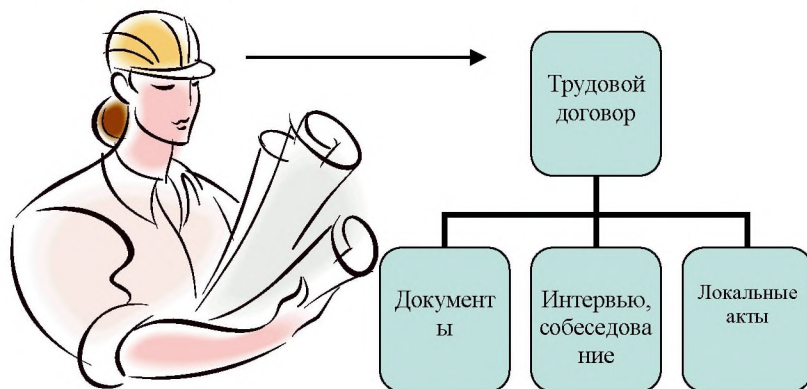 Трудовой
договор
Документ
ы
Интервью,
собеседова
ние
Локальные
акты